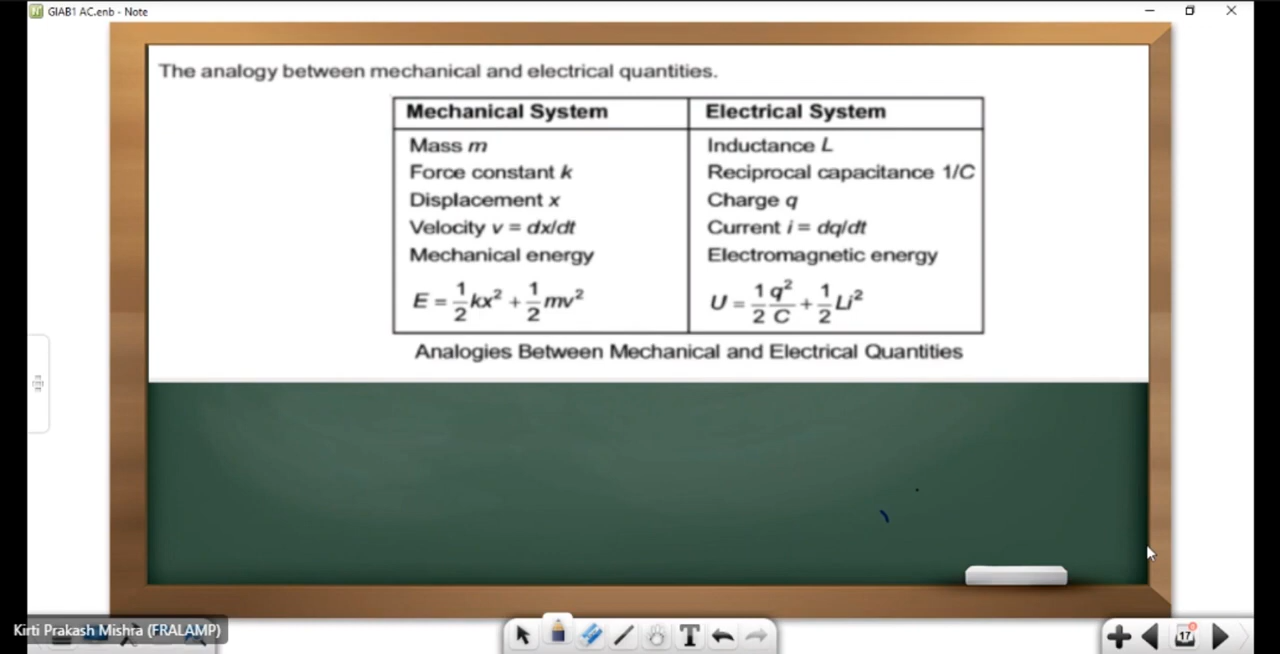 GIAB1 AC.enb - Note
The analogy between mechanical and electrical quantities.
Mechanical System Electrical System
Mass m Inductance L
Force constant k Reciprocal capacitance 1/C
Displacement x Charge q
Velocity v = dx/dt Current i = dq/dt
Mechanical energy Electromagnetic energy
E = 1/2 kx² + 1/2 mv² U = 1/2 q²/C + 1/2 Li²
Analogies Between Mechanical and Electrical Quantities
Kirti Prakash Mishra (FRALAMP)
T
17